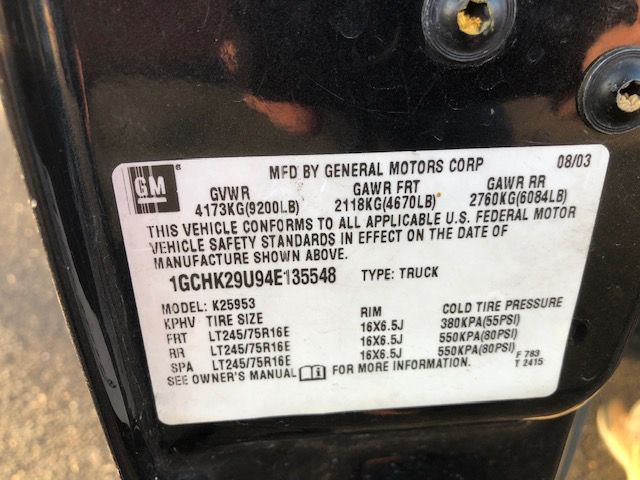 GM® MFD BY GENERAL MOTORS CORP 08/03
GVWR GAWR FRT GAWR RR
4173KG(9200LB) 2118KG(4670LB) 2760KG(6084LB)
THIS VEHICLE CONFORMS TO ALL APPLICABLE U.S. FEDERAL MOTOR
VEHICLE SAFETY STANDARDS IN EFFECT ON THE DATE OF
MANUFACTURE SHOWN ABOVE.
1GCHK29U94E135548 TYPE: TRUCK
MODEL: K25953
KPHV TIRE SIZE RIM COLD TIRE PRESSURE
FRT LT245/75R16E 16X6.5J 380KPA(55PSI)
RR LT245/75R16E 16X6.5J 550KPA(80PSI)
SPA LT245/75R16E 16X6.5J 550KPA(80PSI)
SEE OWNER'S MANUAL FOR MORE INFORMATION.
F 783
T 2415